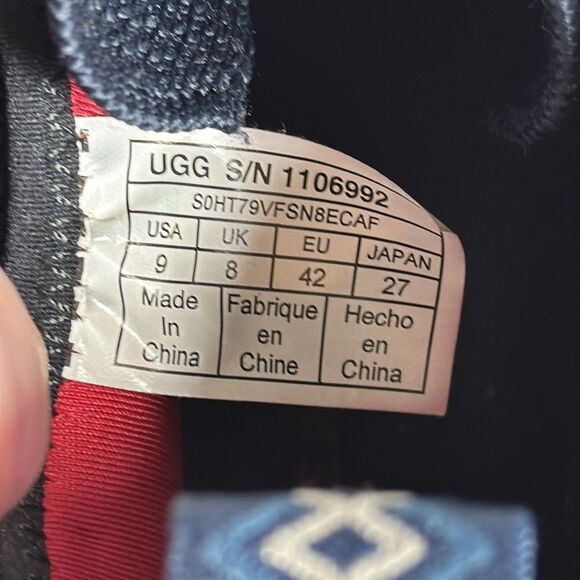 UGG S/N 1106992
S0HT79VFSN8ECAF
USA UK EU JAPAN
9 8 42 27
Made Fabrique Hecho
In en en
China Chine China